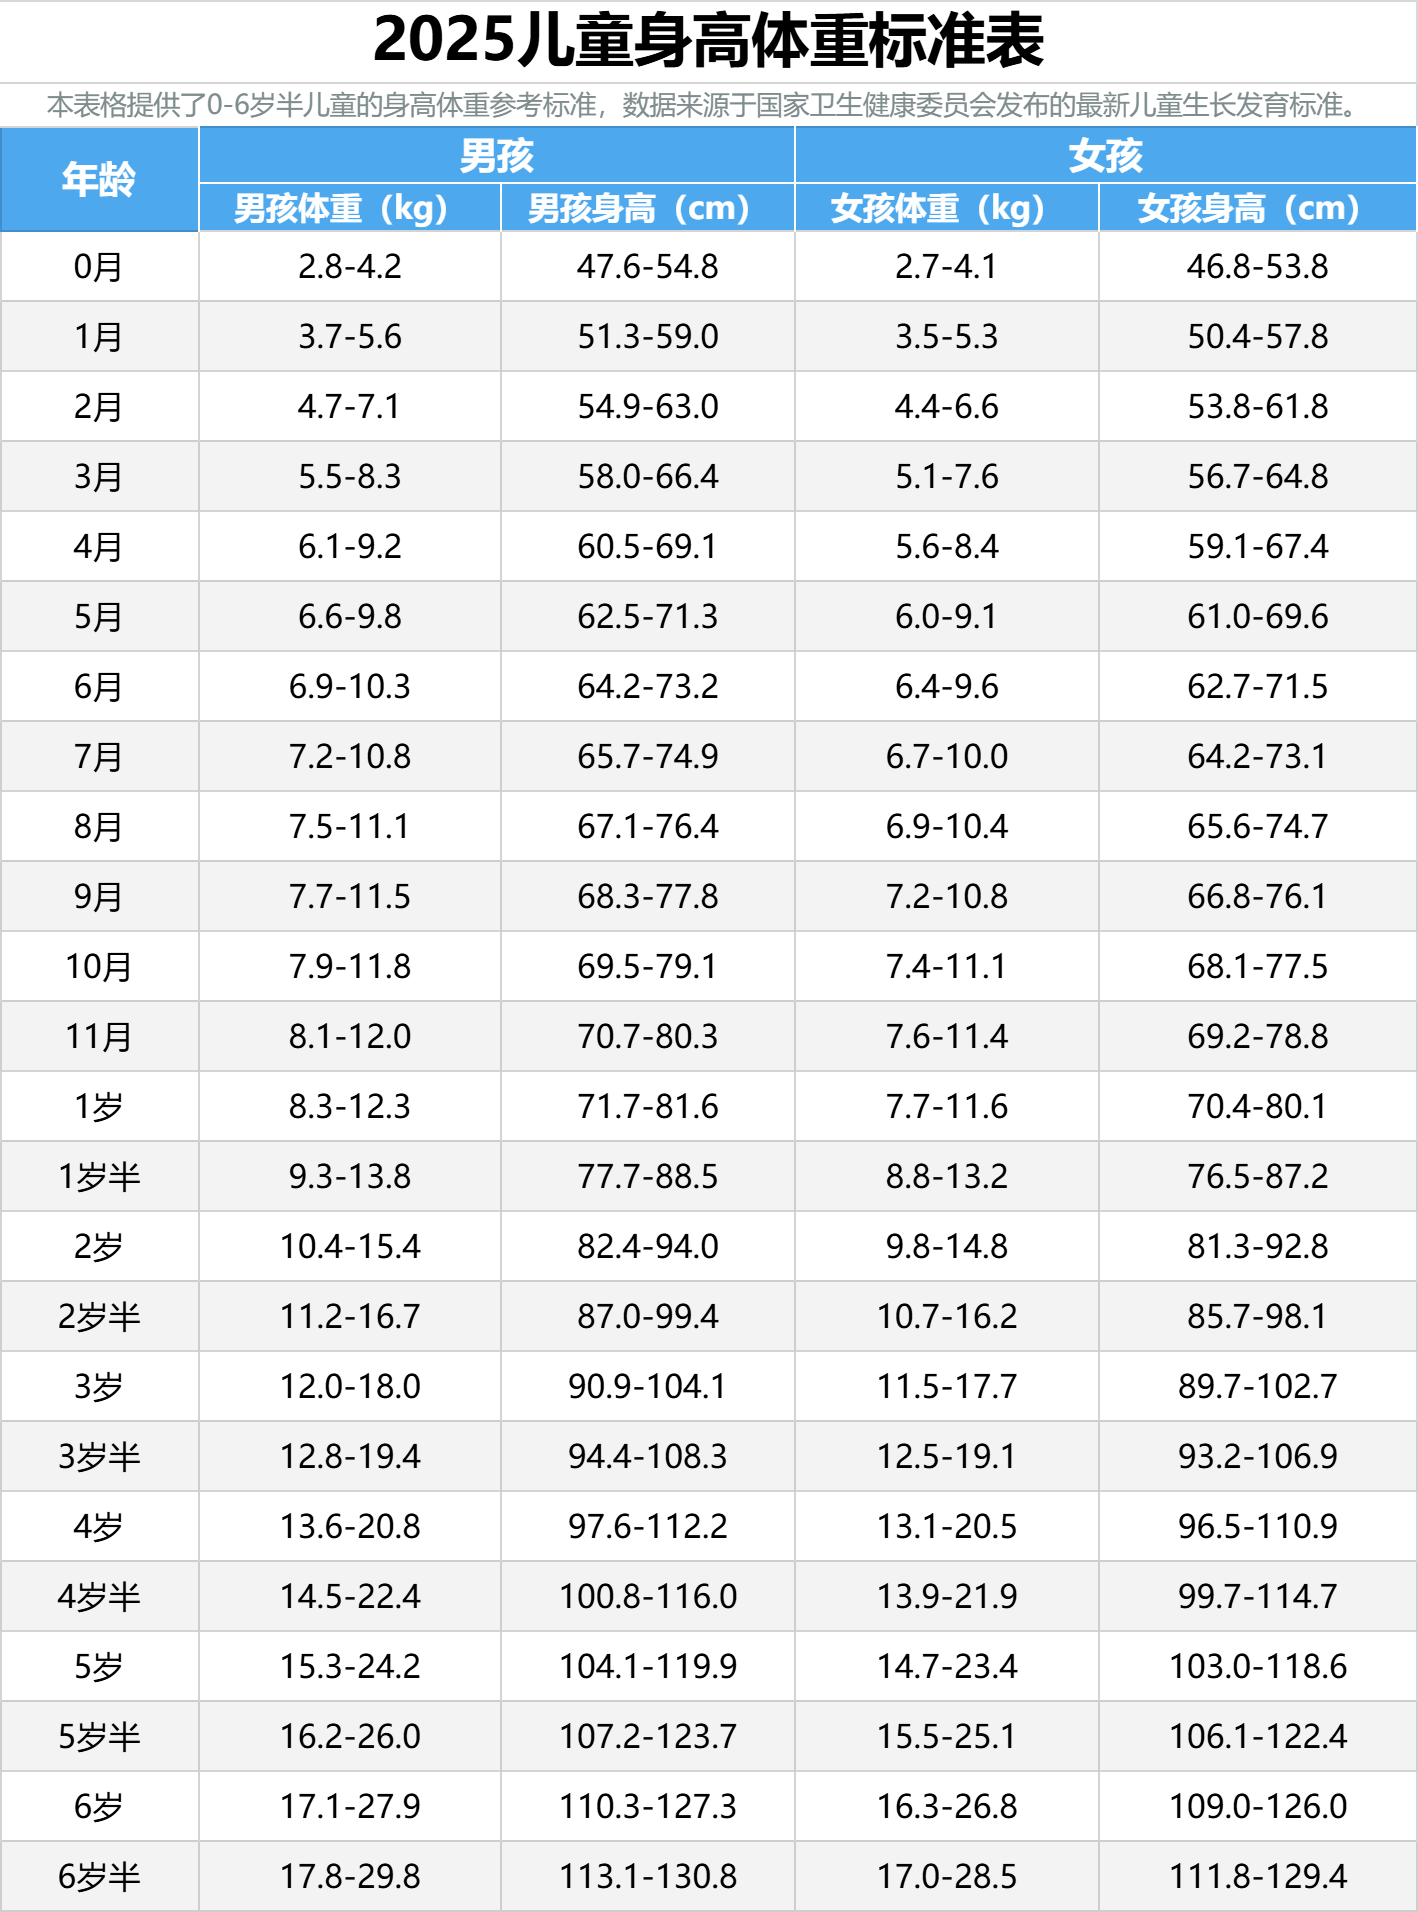 2025儿童身高体重标准表
本表格提供了0-6岁半儿童的身高体重参考标准，数据来源于国家卫生健康委员会发布的最新儿童生长发育标准。
年龄 男孩 女孩
男孩体重（kg） 男孩身高（cm） 女孩体重（kg） 女孩身高（cm）
0月 2.8-4.2 47.6-54.8 2.7-4.1 46.8-53.8
1月 3.7-5.6 51.3-59.0 3.5-5.3 50.4-57.8
2月 4.7-7.1 54.9-63.0 4.4-6.6 53.8-61.8
3月 5.5-8.3 58.0-66.4 5.1-7.6 56.7-64.8
4月 6.1-9.2 60.5-69.1 5.6-8.4 59.1-67.4
5月 6.6-9.8 62.5-71.3 6.0-9.1 61.0-69.6
6月 6.9-10.3 64.2-73.2 6.4-9.6 62.7-71.5
7月 7.2-10.8 65.7-74.9 6.7-10.0 64.2-73.1
8月 7.5-11.1 67.1-76.4 6.9-10.4 65.6-74.7
9月 7.7-11.5 68.3-77.8 7.2-10.8 66.8-76.1
10月 7.9-11.8 69.5-79.1 7.4-11.1 68.1-77.5
11月 8.1-12.0 70.7-80.3 7.6-11.4 69.2-78.8
1岁 8.3-12.3 71.7-81.6 7.7-11.6 70.4-80.1
1岁半 9.3-13.8 77.7-88.5 8.8-13.2 76.5-87.2
2岁 10.4-15.4 82.4-94.0 9.8-14.8 81.3-92.8
2岁半 11.2-16.7 87.0-99.4 10.7-16.2 85.7-98.1
3岁 12.0-18.0 90.9-104.1 11.5-17.7 89.7-102.7
3岁半 12.8-19.4 94.4-108.3 12.5-19.1 93.2-106.9
4岁 13.6-20.8 97.6-112.2 13.1-20.5 96.5-110.9
4岁半 14.5-22.4 100.8-116.0 13.9-21.9 99.7-114.7
5岁 15.3-24.2 104.1-119.9 14.7-23.4 103.0-118.6
5岁半 16.2-26.0 107.2-123.7 15.5-25.1 106.1-122.4
6岁 17.1-27.9 110.3-127.3 16.3-26.8 109.0-126.0
6岁半 17.8-29.8 113.1-130.8 17.0-28.5 111.8-129.4